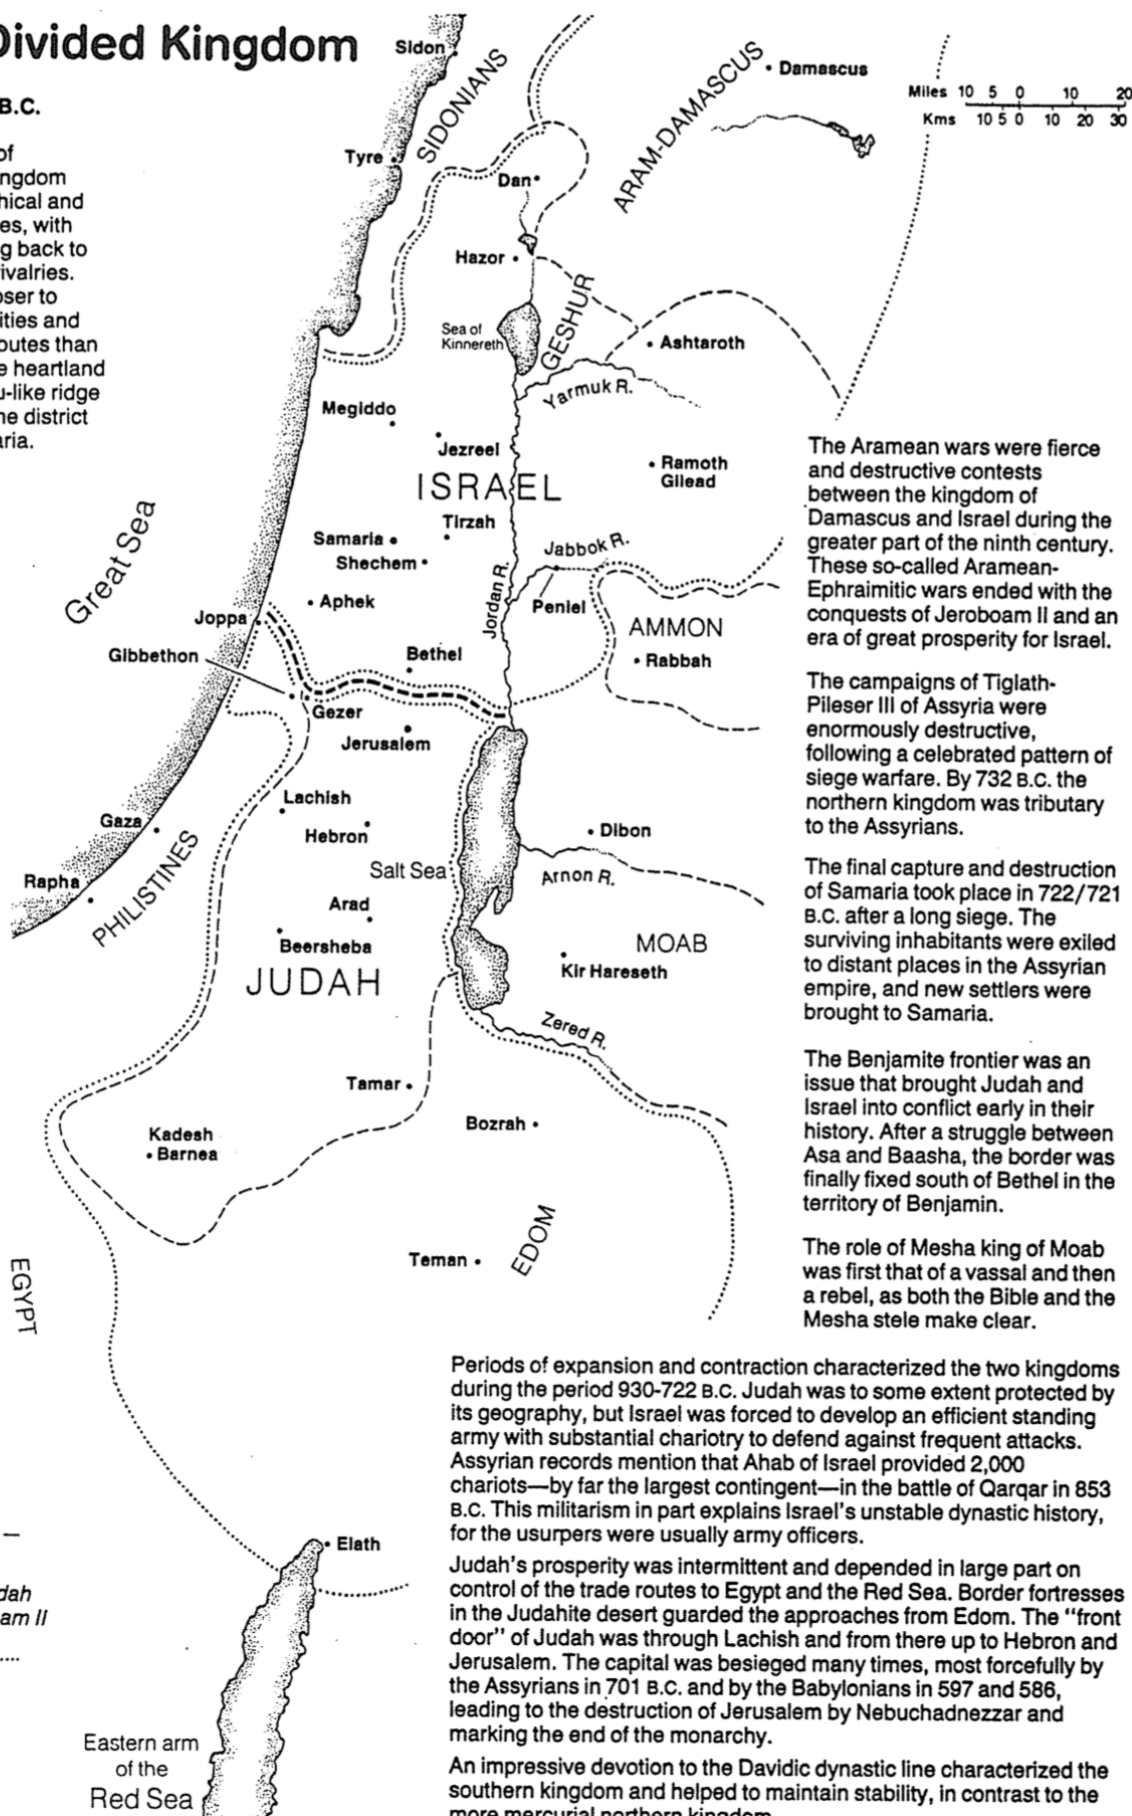 Divided Kingdom
B.C.
of
ngdom
hical and
es, with
g back to
rivalries.
oser to
ities and
outes than
e heartland
u-like ridge
he district
aria.
Sidon
SIDONIANS
Tyre
Dan
Hazor
ARAM-DAMASCUS
Damascus
Miles 10 5 0 10 20
Kms 10 5 0 10 20 30
Sea of
Kinnereth
GESHUR
Ashtaroth
Yarmuk R.
Megiddo
Jezreel
ISRAEL
Ramoth
Gilead
Tirzah
Samaria
Shechem
Jabbok R.
Jordan R.
Great Sea
Aphek
Peniel
Joppa
AMMON
Gibbethon
Bethel
Rabbah
Gezer
Jerusalem
Lachish
Gaza
Hebron
Dibon
PHILISTINES
Salt Sea
Arnon R.
Rapha
Arad
Beersheba
MOAB
JUDAH
Kir Hareseth
Zered R.
Tamar
Bozrah
Kadesh
Barnea
Teman
EDOM
EGYPT
Elath
dah
am II
Eastern arm
of the
Red Sea
The Aramean wars were fierce
and destructive contests
between the kingdom of
Damascus and Israel during the
greater part of the ninth century.
These so-called Aramean-
Ephraimitic wars ended with the
conquests of Jeroboam II and an
era of great prosperity for Israel.
The campaigns of Tiglath-
Pileser III of Assyria were
enormously destructive,
following a celebrated pattern of
siege warfare. By 732 B.C. the
northern kingdom was tributary
to the Assyrians.
The final capture and destruction
of Samaria took place in 722/721
B.C. after a long siege. The
surviving inhabitants were exiled
to distant places in the Assyrian
empire, and new settlers were
brought to Samaria.
The Benjamite frontier was an
issue that brought Judah and
Israel into conflict early in their
history. After a struggle between
Asa and Baasha, the border was
finally fixed south of Bethel in the
territory of Benjamin.
The role of Mesha king of Moab
was first that of a vassal and then
a rebel, as both the Bible and the
Mesha stele make clear.
Periods of expansion and contraction characterized the two kingdoms
during the period 930-722 B.C. Judah was to some extent protected by
its geography, but Israel was forced to develop an efficient standing
army with substantial chariotry to defend against frequent attacks.
Assyrian records mention that Ahab of Israel provided 2,000
chariots—by far the largest contingent—in the battle of Qarqar in 853
B.C. This militarism in part explains Israel's unstable dynastic history,
for the usurpers were usually army officers.
Judah's prosperity was intermittent and depended in large part on
control of the trade routes to Egypt and the Red Sea. Border fortresses
in the Judahite desert guarded the approaches from Edom. The "front
door" of Judah was through Lachish and from there up to Hebron and
Jerusalem. The capital was besieged many times, most forcefully by
the Assyrians in 701 B.C. and by the Babylonians in 597 and 586,
leading to the destruction of Jerusalem by Nebuchadnezzar and
marking the end of the monarchy.
An impressive devotion to the Davidic dynastic line characterized the
southern kingdom and helped to maintain stability, in contrast to the
more mercurial northern kingdom